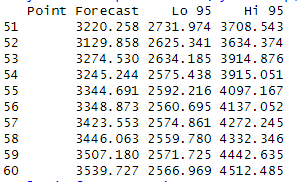 Point Forecast Lo 95 Hi 95
51 3220.258 2731.974 3708.543
52 3129.858 2625.341 3634.374
53 3274.530 2634.185 3914.876
54 3245.244 2575.438 3915.051
55 3344.691 2592.216 4097.167
56 3348.873 2560.695 4137.052
57 3423.553 2574.861 4272.245
58 3446.063 2559.780 4332.346
59 3507.180 2571.725 4442.635
60 3539.727 2566.969 4512.485